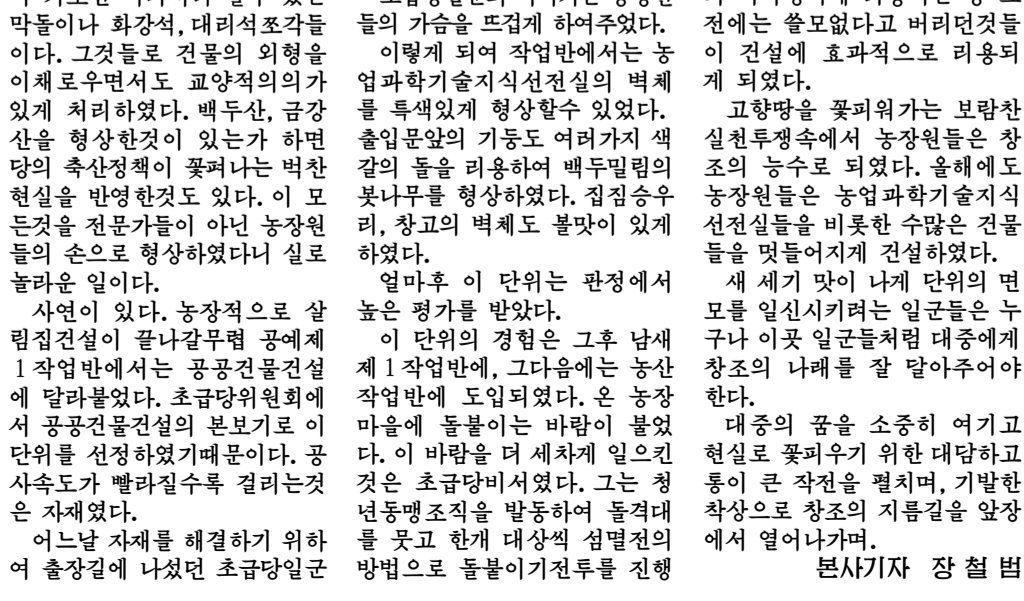 막돌이나 화강석, 대리석쪼각들
이다. 그것들로 건물의 외형을
이채로우면서도 교양적의의가
있게 처리하였다. 백두산, 금강
산을 형상한것이 있는가 하면
당의 축산정책이 꽃펴나는 벅찬
현실을 반영한것도 있다. 이 모
든것을 전문가들이 아닌 농장원
들의 손으로 형상하였다니 실로
놀라운 일이다.
사연이 있다. 농장적으로 살
림집건설이 끝나갈무렵 공예제
1작업반에서는 공공건물건설
에 달라붙었다. 초급당위원회에
서 공공건물건설의 본보기로 이
단위를 선정하였기때문이다. 공
사속도가 빨라질수록 걸리는것
은 자재였다.
어느날 자재를 해결하기 위하
여 출장길에 나섰던 초급당일군
들의 가슴을 뜨겁게 하여주었다.
이렇게 되여 작업반에서는 농
업과학기술지식선전실의 벽체
를 특색있게 형상할수 있었다.
출입문앞의 기둥도 여러가지 색
갈의 돌을 리용하여 백두밀림의
봇나무를 형상하였다. 집짐승우
리, 창고의 벽체도 볼맛이 있게
하였다.
얼마후 이 단위는 판정에서
높은 평가를 받았다.
이 단위의 경험은 그후 남새
제1작업반에, 그다음에는 농산
작업반에 도입되였다. 온 농장
마을에 돌붙이는 바람이 불었
다. 이 바람을 더 세차게 일으킨
것은 초급당비서였다. 그는 청
년동맹조직을 발동하여 돌격대
를 뭇고 한개 대상씩 섬멸전의
방법으로 돌붙이기전투를 진행
전에는 쓸모없다고 버리던것들
이 건설에 효과적으로 리용되
게 되였다.
고향땅을 꽃피워가는 보람찬
실천투쟁속에서 농장원들은 창
조의 능수로 되였다. 올해에도
농장원들은 농업과학기술지식
선전실들을 비롯한 수많은 건물
들을 멋들어지게 건설하였다.
새 세기 맛이 나게 단위의 면
모를 일신시키려는 일군들은 누
구나 이곳 일군들처럼 대중에게
창조의 나래를 잘 달아주어야
한다.
대중의 꿈을 소중히 여기고
현실로 꽃피우기 위한 대담하고
통이 큰 작전을 펼치며, 기발한
착상으로 창조의 지름길을 앞장
에서 열어나가며.
본사기자 장철범